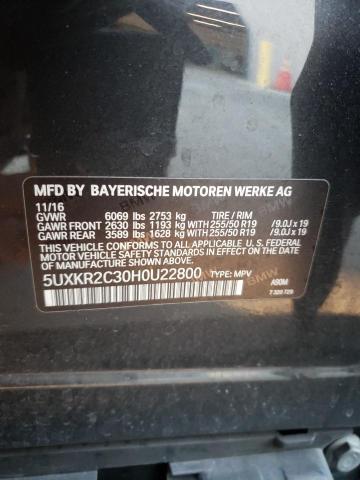 MFD BY BAYERISCHE MOTOREN WERKE AG
11/16
GVWR 6069 lbs 2753 kg TIRE / RIM
GAWR FRONT 2630 lbs 1193 kg WITH 255/50 R19 /9.0J x 19
GAWR REAR 3589 lbs 1628 kg WITH 255/50 R19 /9.0J x 19
THIS VEHICLE CONFORMS TO ALL APPLICABLE U.S. FEDERAL
MOTOR VEHICLE SAFETY STANDARDS IN EFFECT ON THE DATE
OF MANUFACTURE SHOWN ABOVE.
5UXKR2C30H0U22800 TYPE: MPV A90M